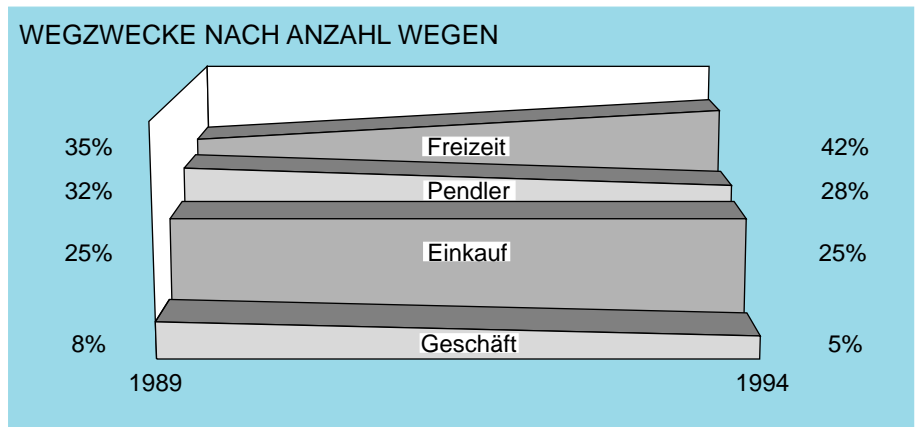 WEGZWECKE NACH ANZAHL WEGEN
35% Freizeit 42%
32% Pendler 28%
25% Einkauf 25%
8% Geschäft 5%
1989 1994